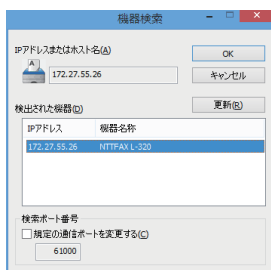 機器検索
IPアドレスまたはホスト名(A)
172.27.55.26
OK
キャンセル
検出された機器(D)
更新(R)
IPアドレス 機器名称
172.27.55.26 NTTFAX L-320
検索ポート番号
規定の通信ポートを変更する(C)
61000